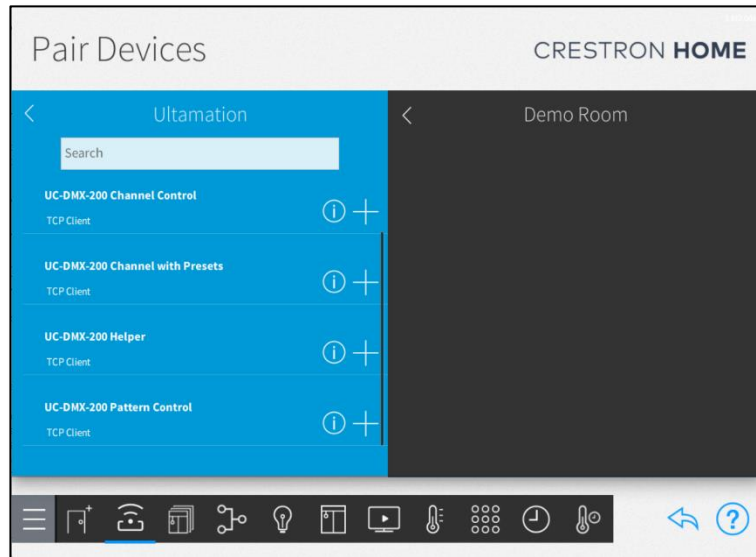 Pair Devices
CRESTRON HOME
Ultamation
Demo Room
Search
UC-DMX-200 Channel Control
TCP Client
UC-DMX-200 Channel with Presets
TCP Client
UC-DMX-200 Helper
TCP Client
UC-DMX-200 Pattern Control
TCP Client
?